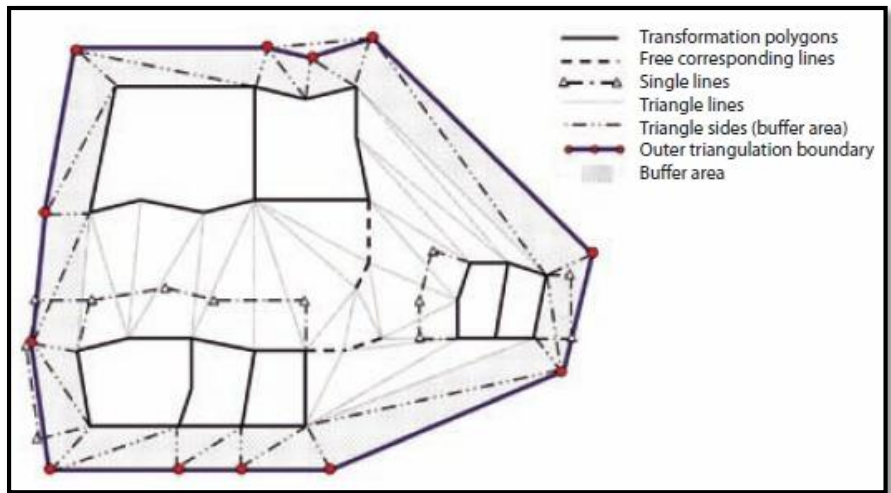 Transformation polygons
Free corresponding lines
Single lines
Triangle lines
Triangle sides (buffer area)
Outer triangulation boundary
Buffer area